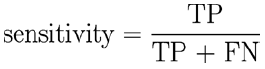 sensitivity = TP / (TP + FN)